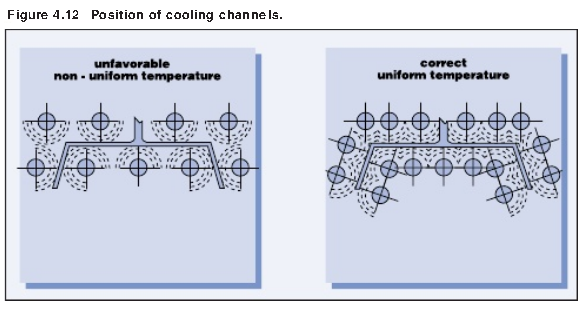 Figure 4.12 Position of cooling channels.
unfavorable
non - uniform temperature
correct
uniform temperature